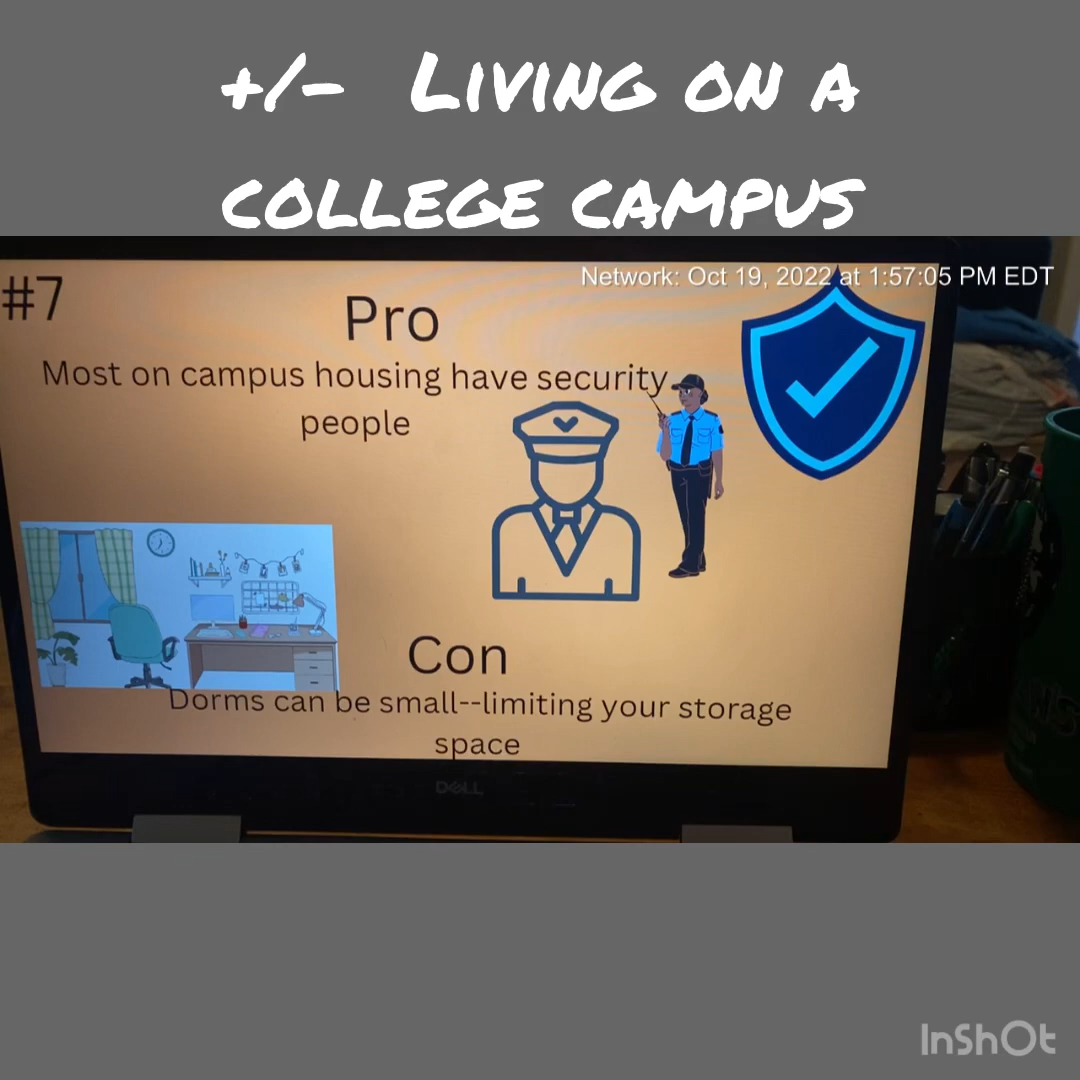 +/- Living on a
college campus
Network: Oct 19, 2022 at 1:57:05 PM EDT
#7
Pro
Most on campus housing have security
people
Con
Dorms can be small--limiting your storage
space
DELL
InShOt